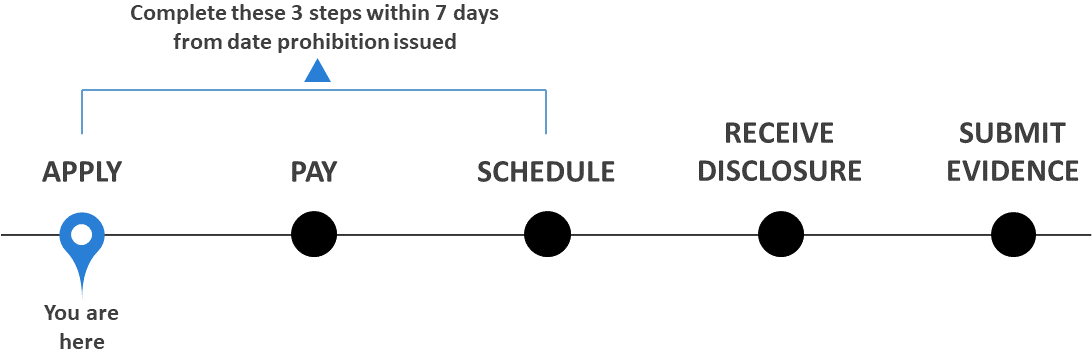 Complete these 3 steps within 7 days
from date prohibition issued
APPLY
PAY
SCHEDULE
RECEIVE
DISCLOSURE
SUBMIT
EVIDENCE
You are
here